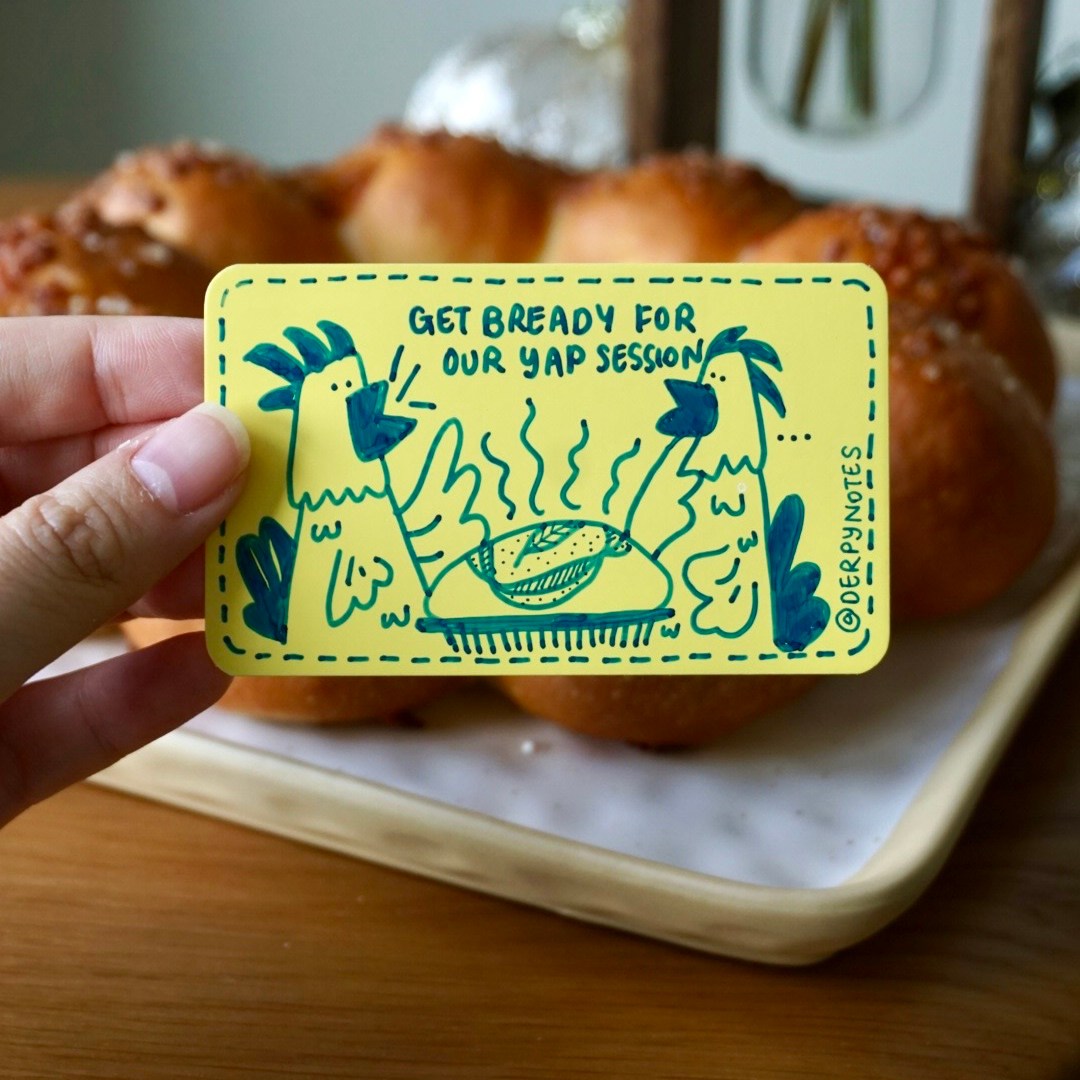 GET BREADY FOR
OUR YAP SESSION
...
@DERPYNOTES